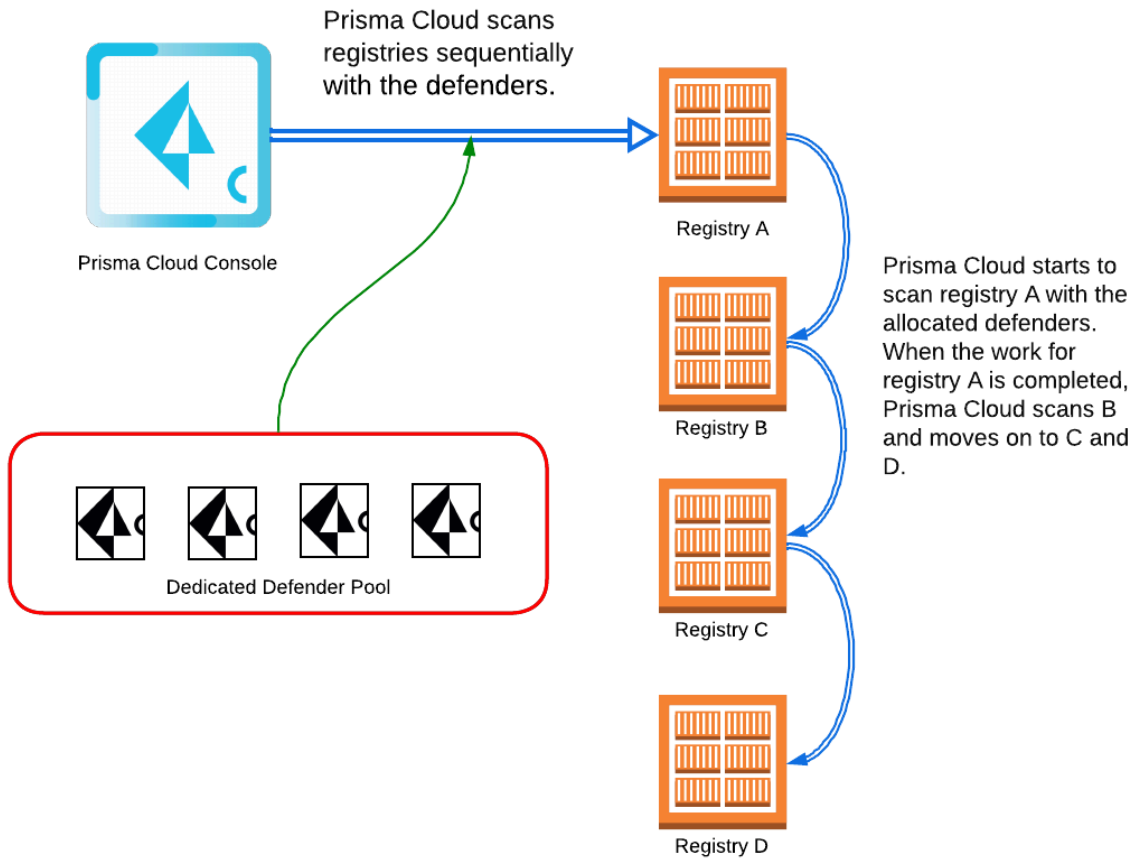 Prisma Cloud scans
registries sequentially
with the defenders.
Prisma Cloud Console
Registry A
Prisma Cloud starts to
scan registry A with the
allocated defenders.
When the work for
registry A is completed,
Prisma Cloud scans B
and moves on to C and
D.
Registry B
Dedicated Defender Pool
Registry C
Registry D